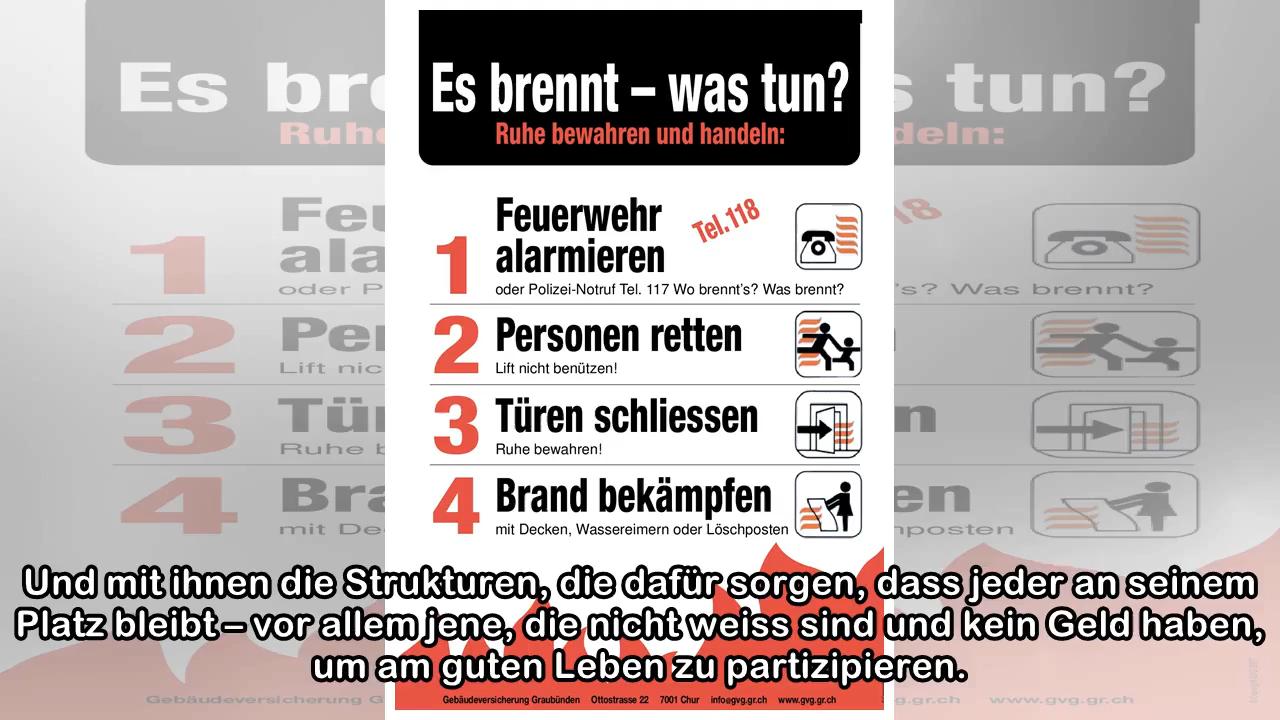 Es brennt – was tun?
Ruhe bewahren und handeln:
1 Feuerwehr
alarmieren
Tel.118
oder Polizei-Notruf Tel. 117 Wo brennt's? Was brennt?
2 Personen retten
Lift nicht benützen!
3 Türen schliessen
Ruhe bewahren!
4 Brand bekämpfen
mit Decken, Wassereimern oder Löschposten
Und mit ihnen die Strukturen, die dafür sorgen, dass jeder an seinem
Platz bleibt – vor allem jene, die nicht weiss sind und kein Geld haben,
um am guten Leben zu partizipieren.
Gebäudeversicherung Graubünden Ottostrasse 22 7001 Chur info@gvg.gr.ch www.gvg.gr.ch